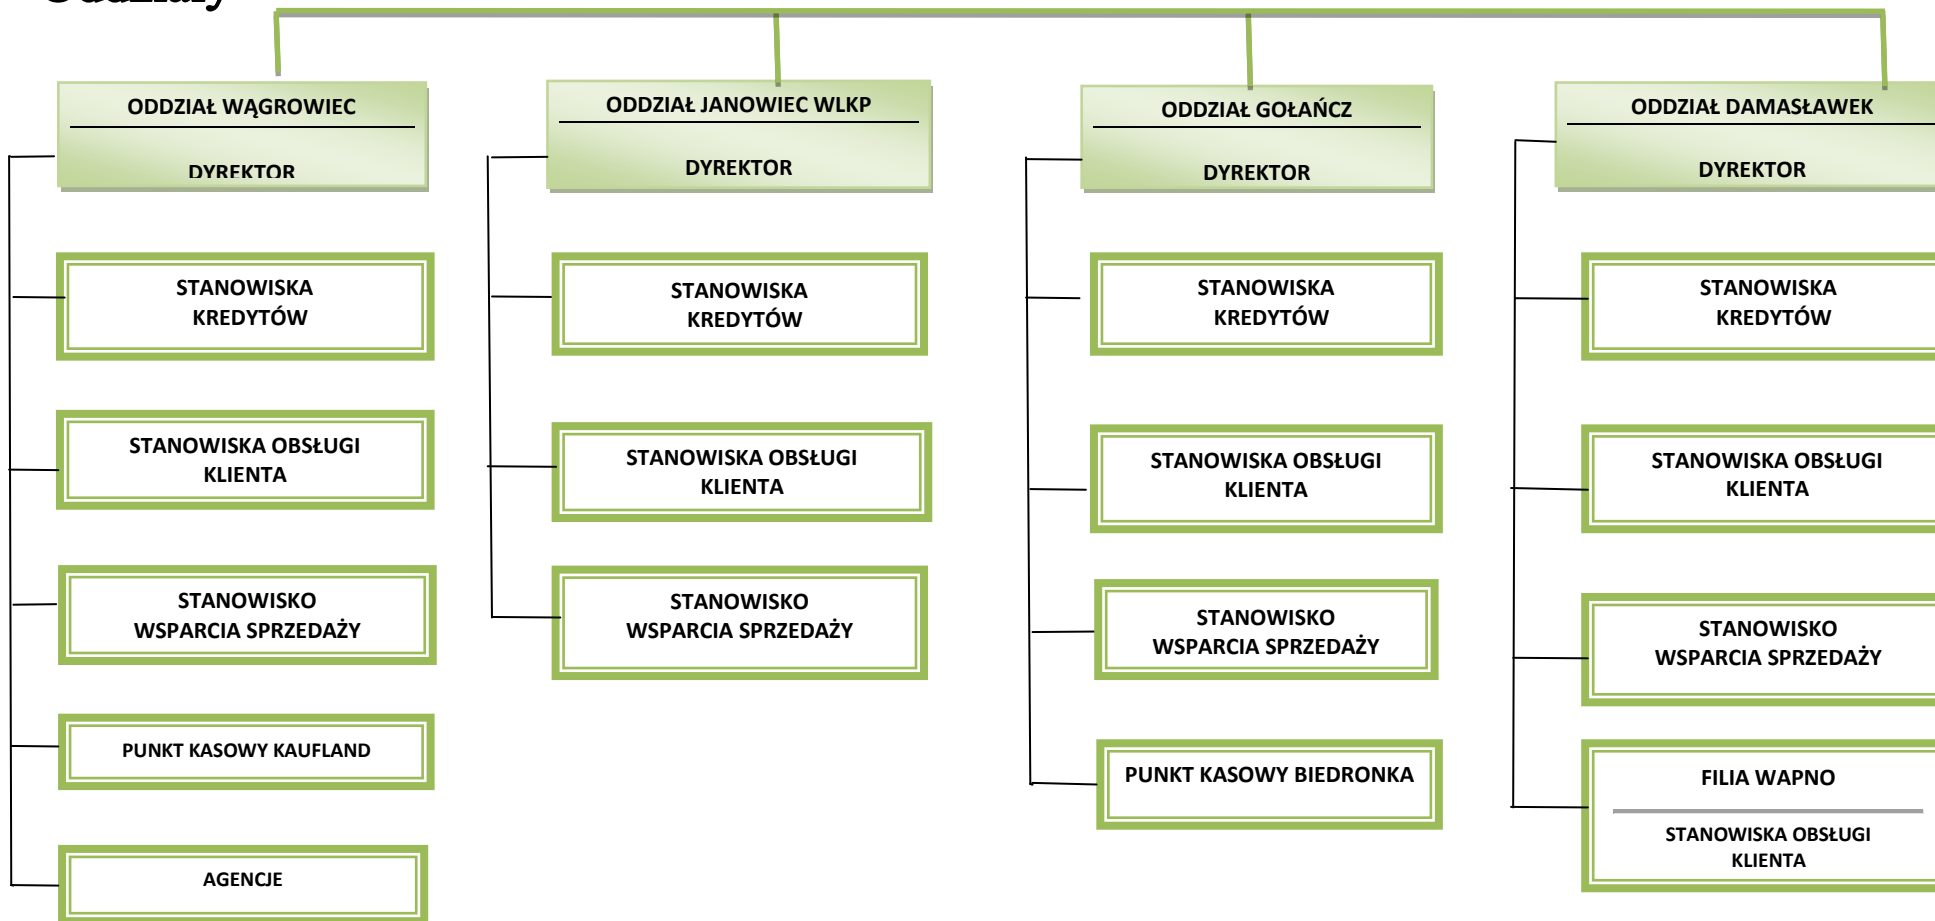 Oddziały
ODDZIAŁ WĄGROWIEC
DYREKTOR
STANOWISKA
KREDYTÓW
STANOWISKA OBSŁUGI
KLIENTA
STANOWISKO
WSPARCIA SPRZEDAŻY
PUNKT KASOWY KAUFLAND
AGENCJE
ODDZIAŁ JANOWIEC WLKP
DYREKTOR
STANOWISKA
KREDYTÓW
STANOWISKA OBSŁUGI
KLIENTA
STANOWISKO
WSPARCIA SPRZEDAŻY
ODDZIAŁ GOŁAŃCZ
DYREKTOR
STANOWISKA
KREDYTÓW
STANOWISKA OBSŁUGI
KLIENTA
STANOWISKO
WSPARCIA SPRZEDAŻY
PUNKT KASOWY BIEDRONKA
ODDZIAŁ DAMASŁAWEK
DYREKTOR
STANOWISKA
KREDYTÓW
STANOWISKA OBSŁUGI
KLIENTA
STANOWISKO
WSPARCIA SPRZEDAŻY
FILIA WAPNO
STANOWISKA OBSŁUGI
KLIENTA